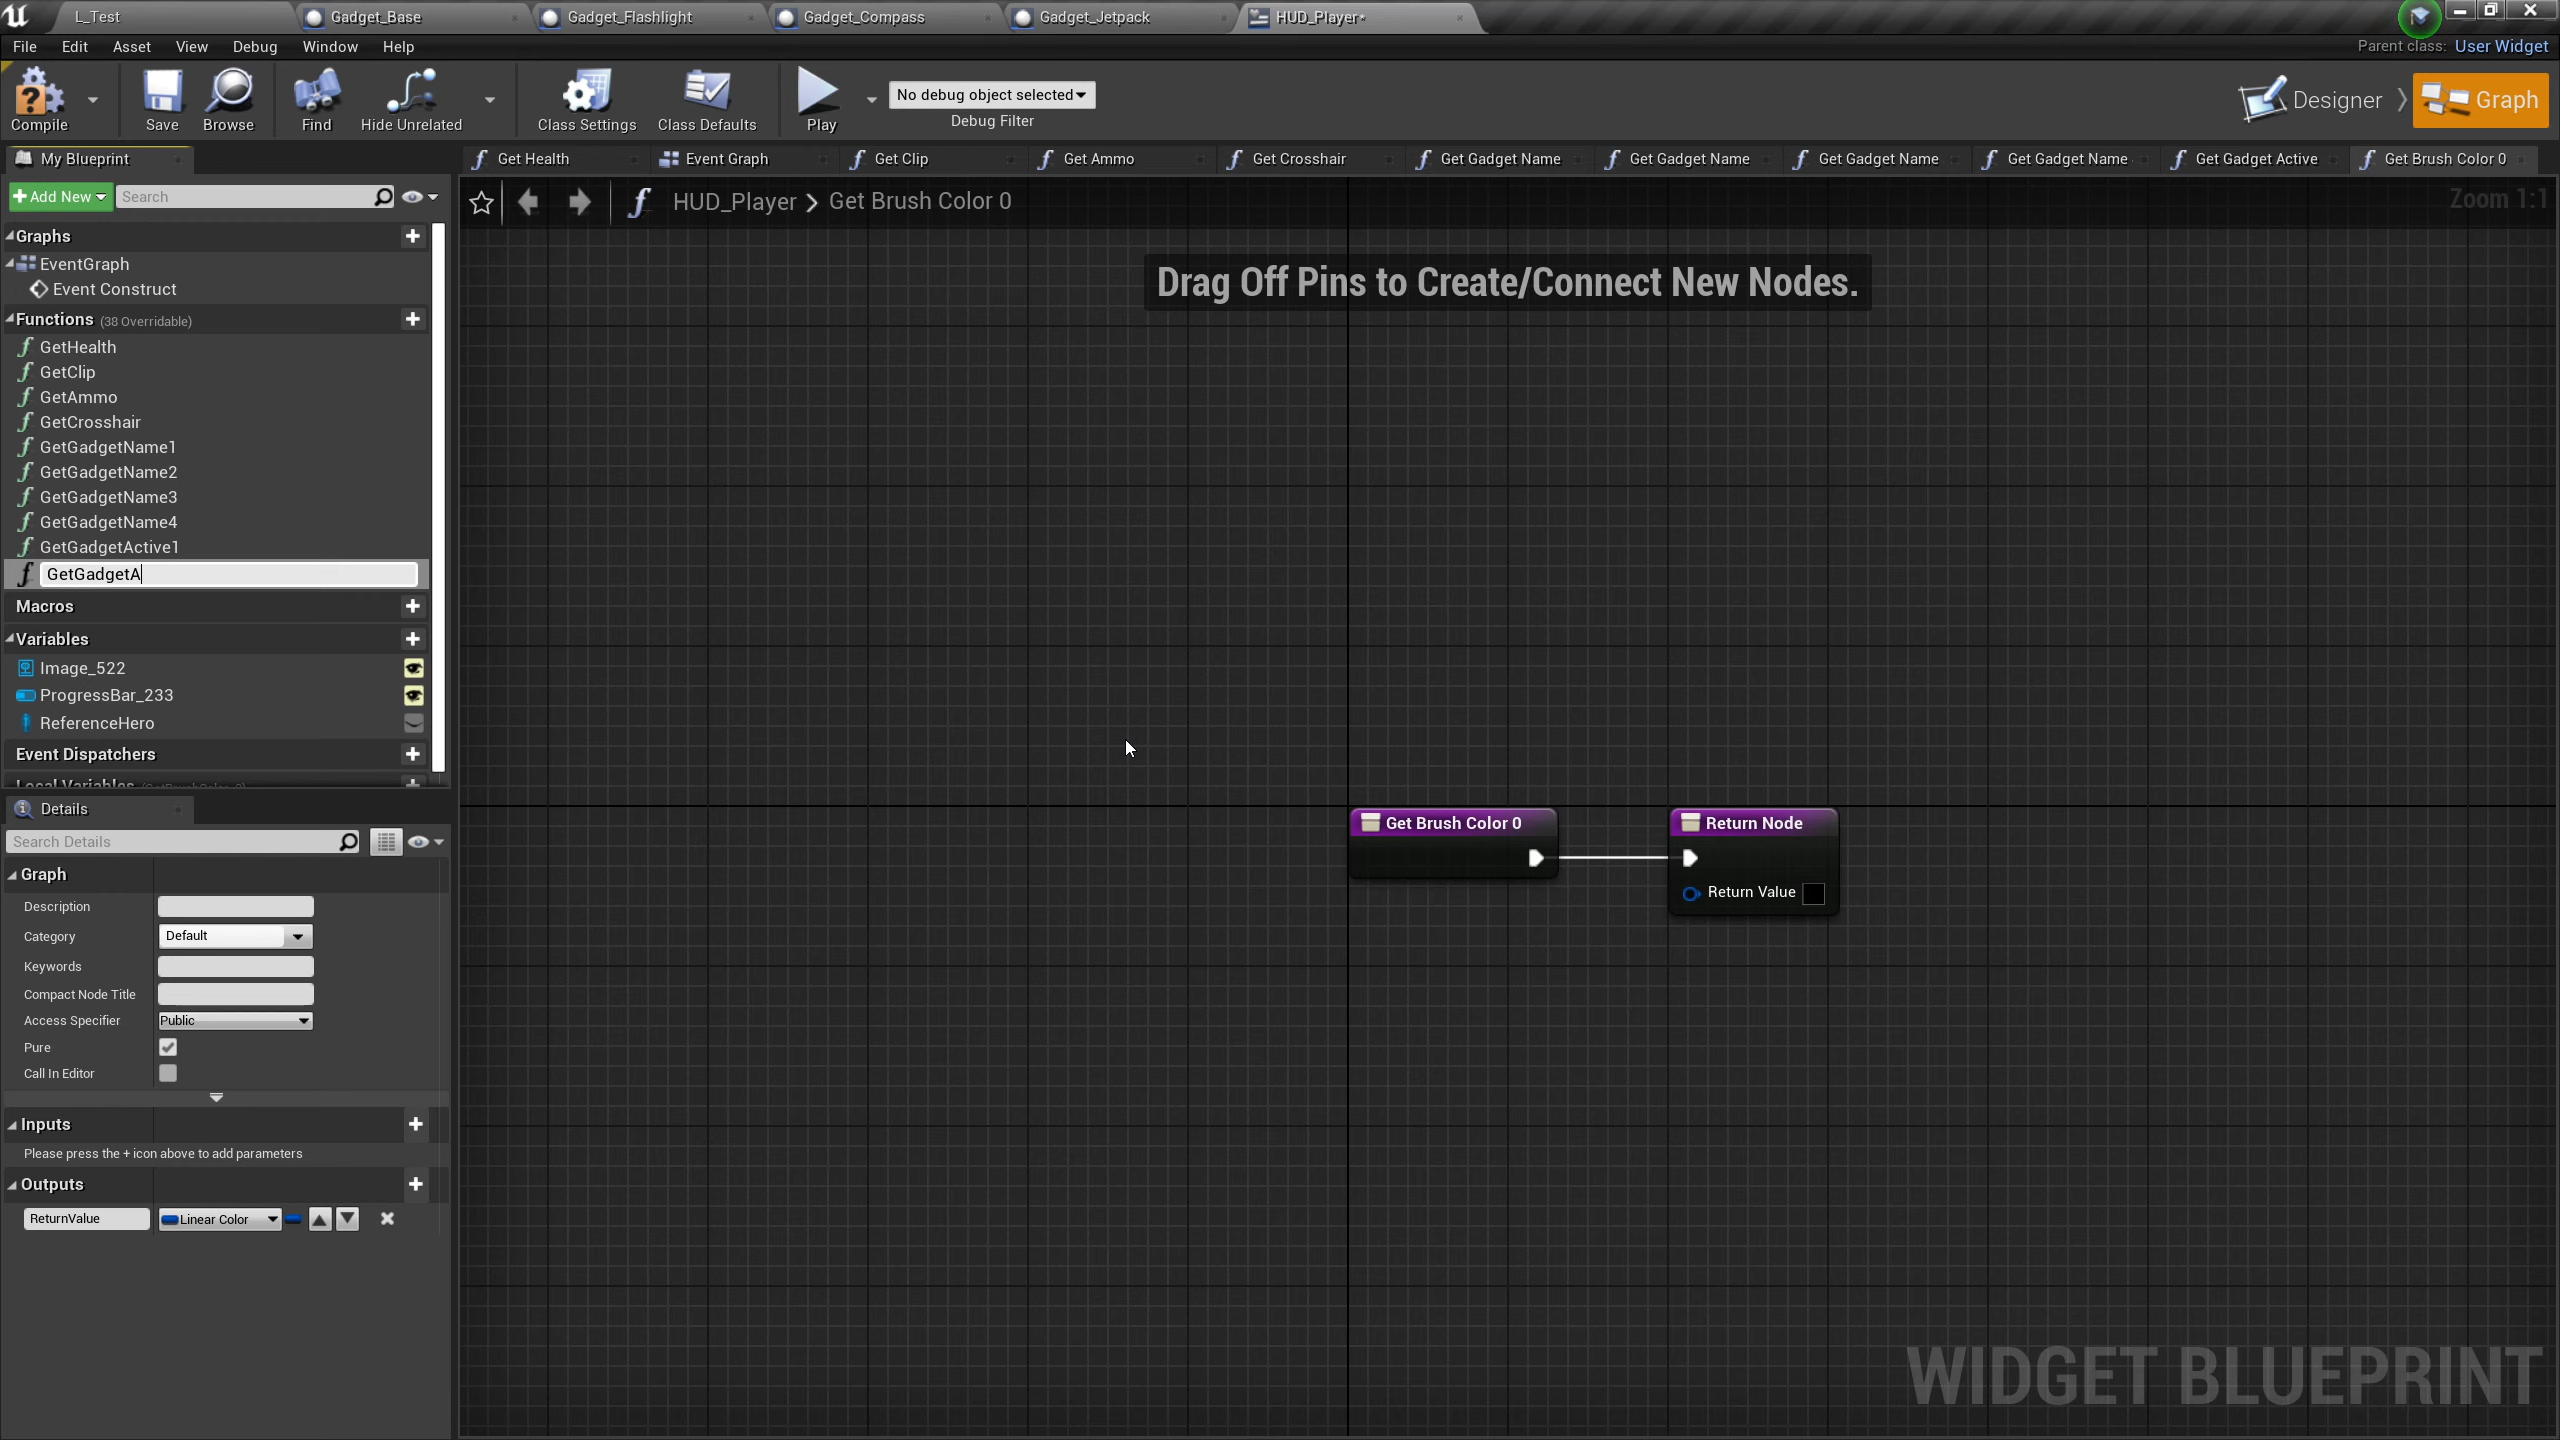 L_Test
Gadget_Base
Gadget_Flashlight
Gadget_Compass
Gadget_Jetpack
HUD_Player*
File Edit Asset View Debug Window Help
Parent class: User Widget
Compile
Save
Browse
Find
Hide Unrelated
Class Settings
Class Defaults
Play
No debug object selected
Debug Filter
Designer
Graph
My Blueprint
Get Health
Event Graph
Get Clip
Get Ammo
Get Crosshair
Get Gadget Name
Get Gadget Name
Get Gadget Name
Get Gadget Name
Get Gadget Active
Get Brush Color 0
Add New
Search
HUD_Player > Get Brush Color 0
Zoom 1:1
Graphs
EventGraph
Event Construct
Functions (38 Overridable)
GetHealth
GetClip
GetAmmo
GetCrosshair
GetGadgetName1
GetGadgetName2
GetGadgetName3
GetGadgetName4
GetGadgetActive1
GetGadgetA
Macros
Variables
Image_522
ProgressBar_233
ReferenceHero
Event Dispatchers
Drag Off Pins to Create/Connect New Nodes.
Get Brush Color 0
Return Node
Return Value
Details
Search Details
Graph
Description
Category Default
Keywords
Compact Node Title
Access Specifier Public
Pure
Call In Editor
Inputs
Please press the + icon above to add parameters
Outputs
ReturnValue Linear Color
WIDGET BLUEPRINT